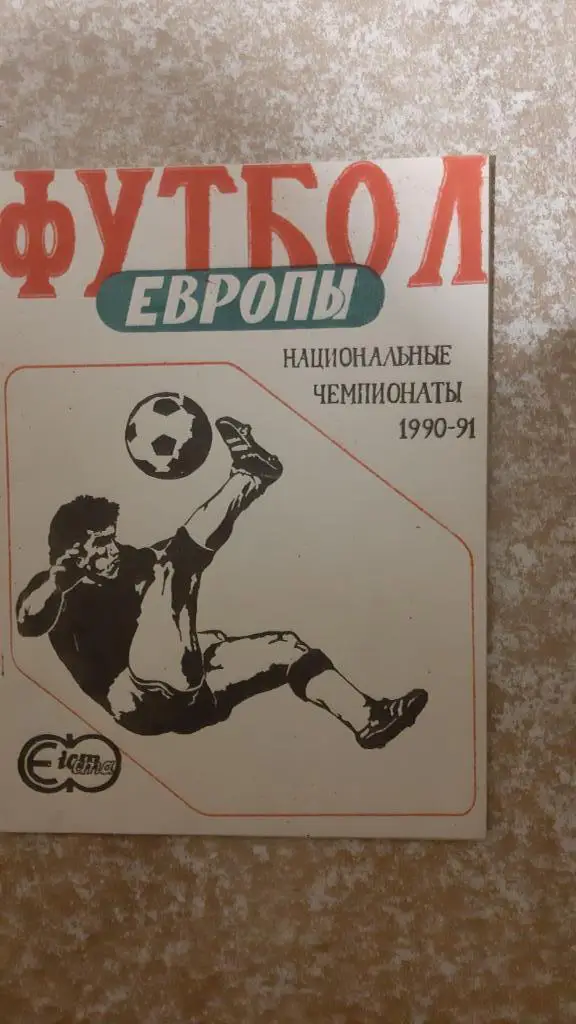 ФУТБОЛ
ЕВРОПЫ
НАЦИОНАЛЬНЫЕ
ЧЕМПИОНАТЫ
1990-91